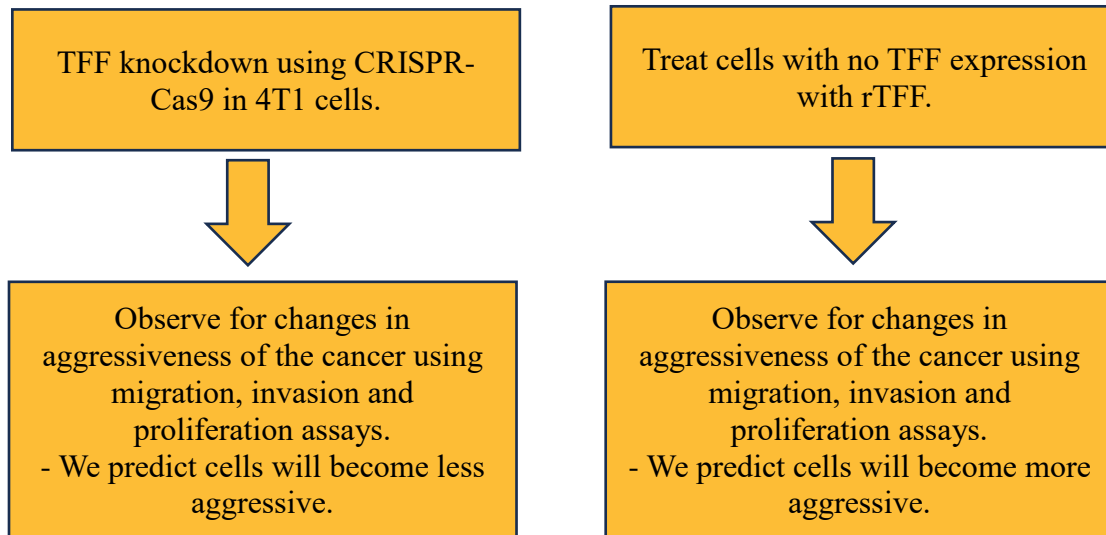 TFF knockdown using CRISPR-
Cas9 in 4T1 cells.
Observe for changes in
aggressiveness of the cancer using
migration, invasion and
proliferation assays.
- We predict cells will become less
aggressive.
Treat cells with no TFF expression
with rTFF.
Observe for changes in
aggressiveness of the cancer using
migration, invasion and
proliferation assays.
- We predict cells will become more
aggressive.